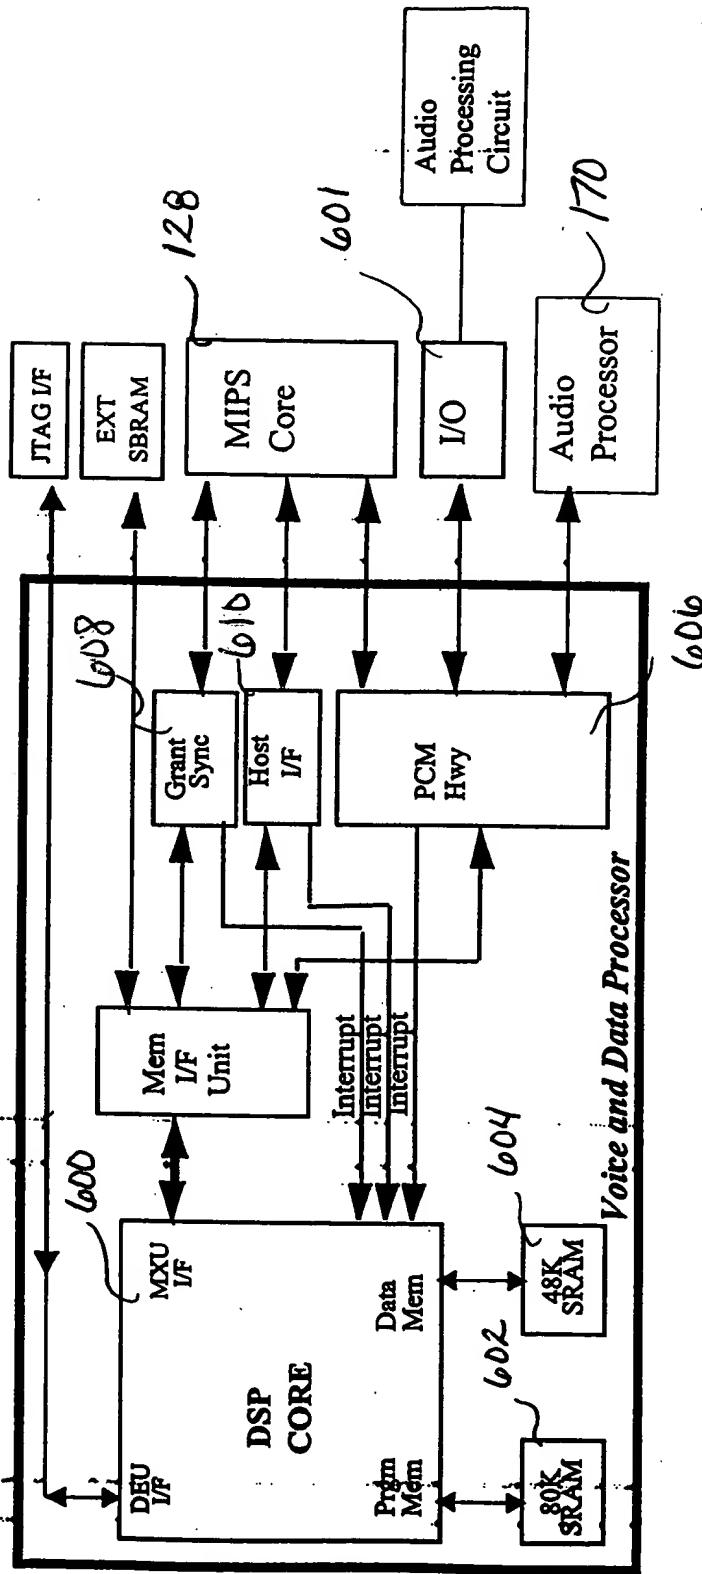 JTAG I/F
EXT
SBRAM
128
MIPS
Core
601
I/O
Audio
Processing
Circuit
Audio
Processor
170
608
Grant
Sync
610
Host
I/F
PCM
Hwy
606
Mem
I/F
Unit
Interrupt
Interrupt
Interrupt
600
DEU
I/F
MXU
I/F
DSP
CORE
Prgm
Mem
Data
Mem
602
80K
SRAM
604
48K
SRAM
Voice and Data Processor